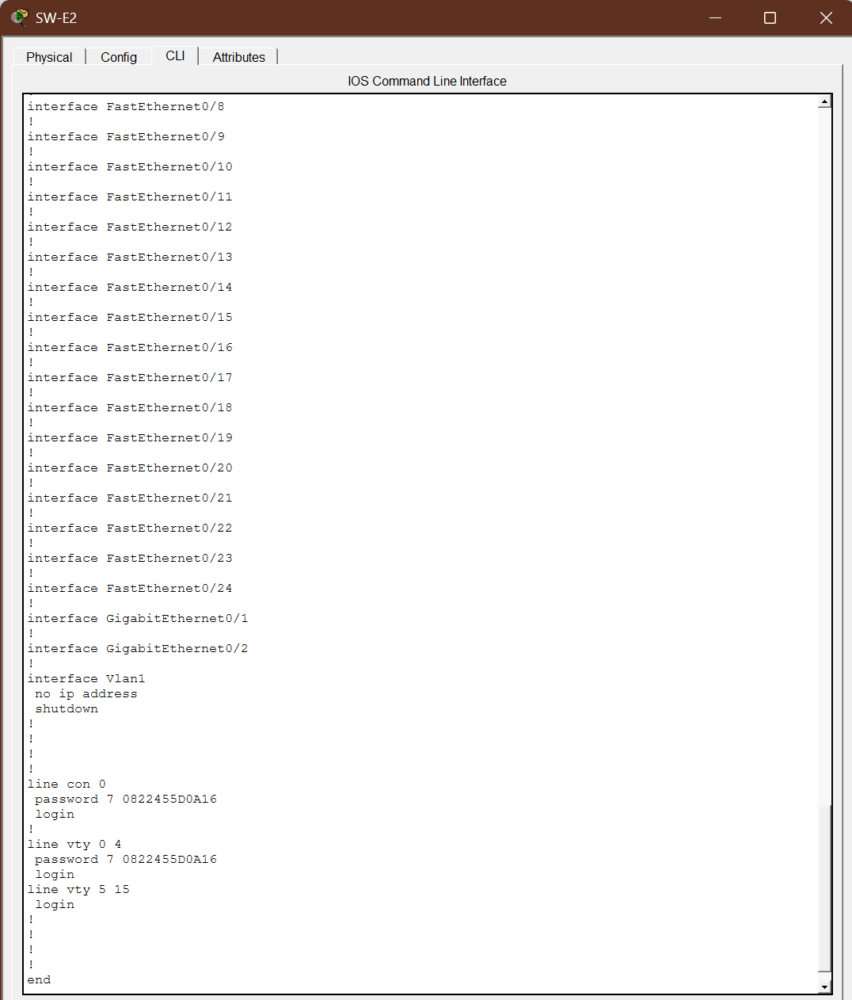 SW-E2
Physical Config CLI Attributes
IOS Command Line Interface
interface FastEthernet0/8
!
interface FastEthernet0/9
!
interface FastEthernet0/10
!
interface FastEthernet0/11
!
interface FastEthernet0/12
!
interface FastEthernet0/13
!
interface FastEthernet0/14
!
interface FastEthernet0/15
!
interface FastEthernet0/16
!
interface FastEthernet0/17
!
interface FastEthernet0/18
!
interface FastEthernet0/19
!
interface FastEthernet0/20
!
interface FastEthernet0/21
!
interface FastEthernet0/22
!
interface FastEthernet0/23
!
interface FastEthernet0/24
!
interface GigabitEthernet0/1
!
interface GigabitEthernet0/2
!
interface Vlan1
 no ip address
 shutdown
!
!
!
!
line con 0
 password 7 0822455D0A16
 login
!
line vty 0 4
 password 7 0822455D0A16
 login
line vty 5 15
 login
!
!
!
!
end